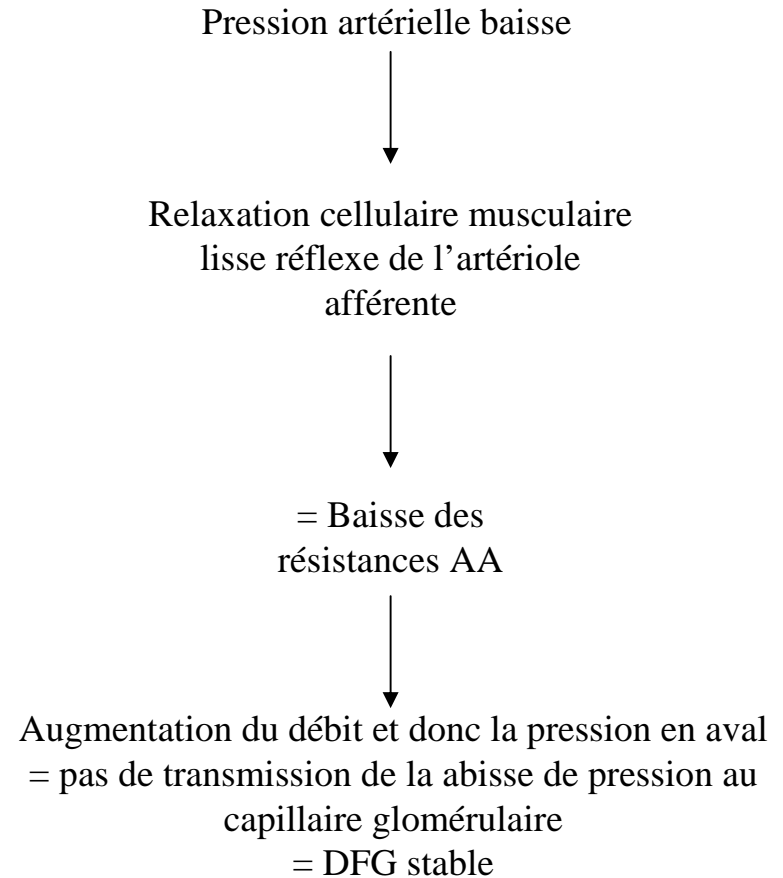 Pression artérielle baisse
Relaxation cellulaire musculaire
lisse réflexe de l'artériole
afférente
= Baisse des
résistances AA
Augmentation du débit et donc la pression en aval
= pas de transmission de la abisse de pression au
capillaire glomérulaire
= DFG stable